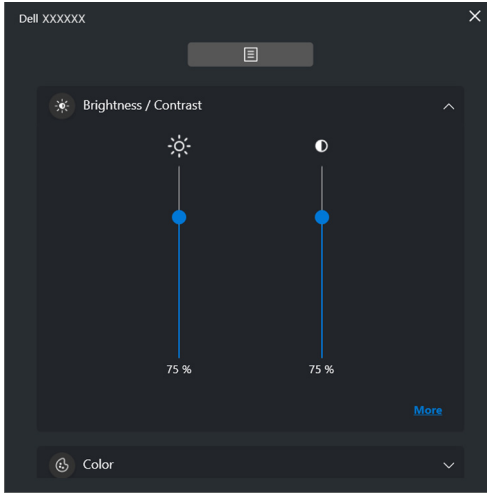 Dell XXXXXX
Brightness / Contrast
75 % 75 %
More
Color